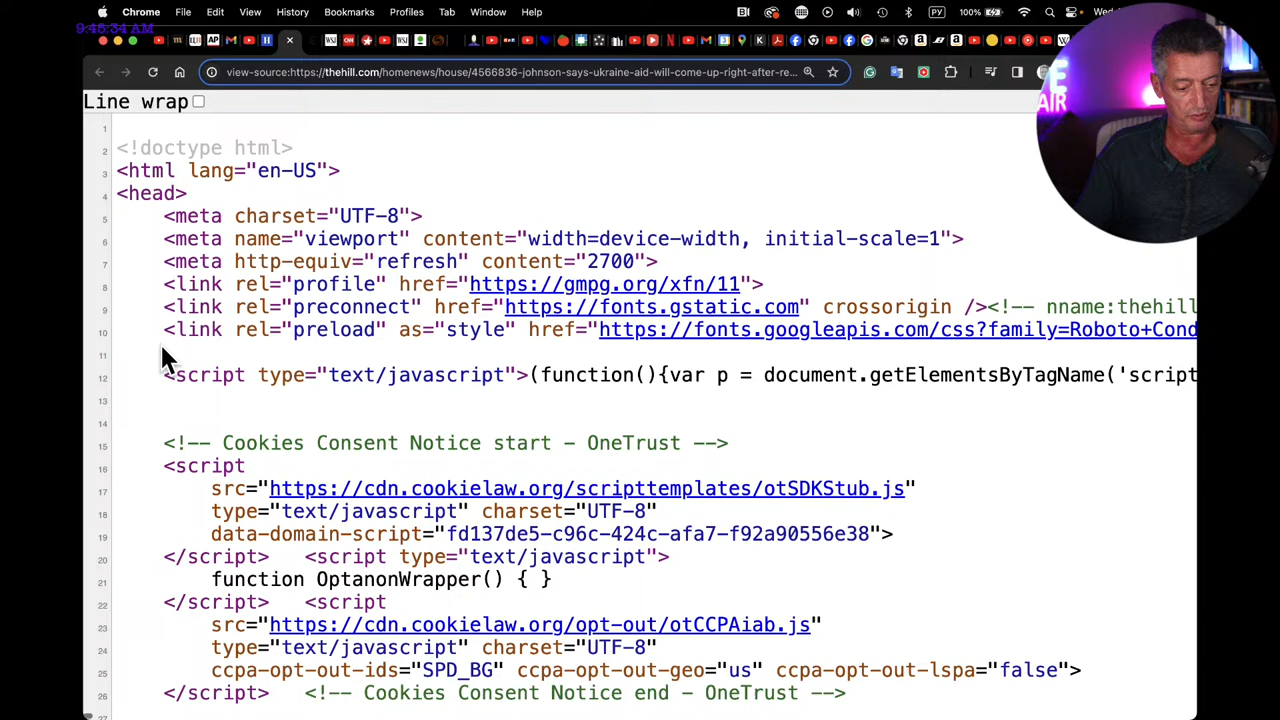 Chrome File Edit View History Bookmarks Profiles Tab Window Help РУ 100% Wed
9:45:34 AM
view-source:https://thehill.com/homenews/house/4566836-johnson-says-ukraine-aid-will-come-up-right-after-re...
Line wrap
1
2 <!doctype html>
3 <html lang="en-US">
4 <head>
5 <meta charset="UTF-8">
6 <meta name="viewport" content="width=device-width, initial-scale=1">
7 <meta http-equiv="refresh" content="2700">
8 <link rel="profile" href="https://gmpg.org/xfn/11">
9 <link rel="preconnect" href="https://fonts.gstatic.com" crossorigin /><!-- nname:thehill
10 <link rel="preload" as="style" href="https://fonts.googleapis.com/css?family=Roboto+Cond
11
12 <script type="text/javascript">(function(){var p = document.getElementsByTagName('script
13
14
15 <!-- Cookies Consent Notice start - OneTrust -->
16 <script
17 src="https://cdn.cookielaw.org/scripttemplates/otSDKStub.js"
18 type="text/javascript" charset="UTF-8"
19 data-domain-script="fd137de5-c96c-424c-afa7-f92a90556e38">
20 </script> <script type="text/javascript">
21 function OptanonWrapper() { }
22 </script> <script
23 src="https://cdn.cookielaw.org/opt-out/otCCPAiab.js"
24 type="text/javascript" charset="UTF-8"
25 ccpa-opt-out-ids="SPD_BG" ccpa-opt-out-geo="us" ccpa-opt-out-lspa="false">
26 </script> <!-- Cookies Consent Notice end - OneTrust -->
27
AIR